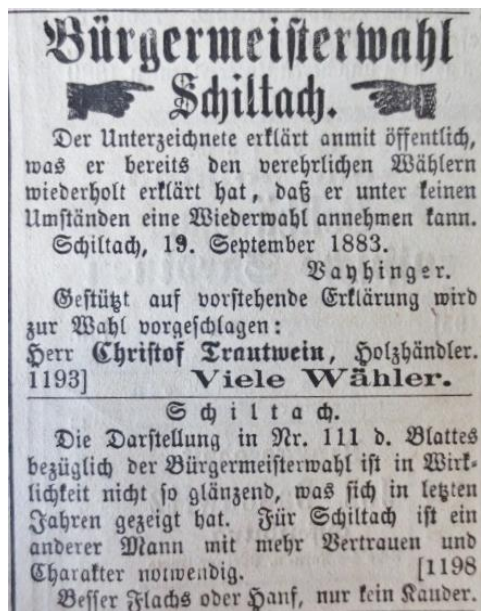 Bürgermeisterwahl
Schiltach.
Der Unterzeichnete erklärt anmit öffentlich,
was er bereits den verehrlichen Wählern
wiederholt erklärt hat, daß er unter keinen
Umständen eine Wiederwahl annehmen kann.
Schiltach, 19. September 1883.
Vayhinger.
Gestützt auf vorstehende Erklärung wird
zur Wahl vorgeschlagen:
Herr Christof Trautwein, Holzhändler.
1193] Viele Wähler.
Schiltach.
Die Darstellung in Nr. 111 d. Blattes
bezüglich der Bürgermeisterwahl ist in Wirk-
lichkeit nicht so glänzend, was sich in letzten
Jahren gezeigt hat. Für Schiltach ist ein
anderer Mann mit mehr Vertrauen und
Charakter notwendig. [1198
Besser Flachs oder Hanf, nur kein Kauder.